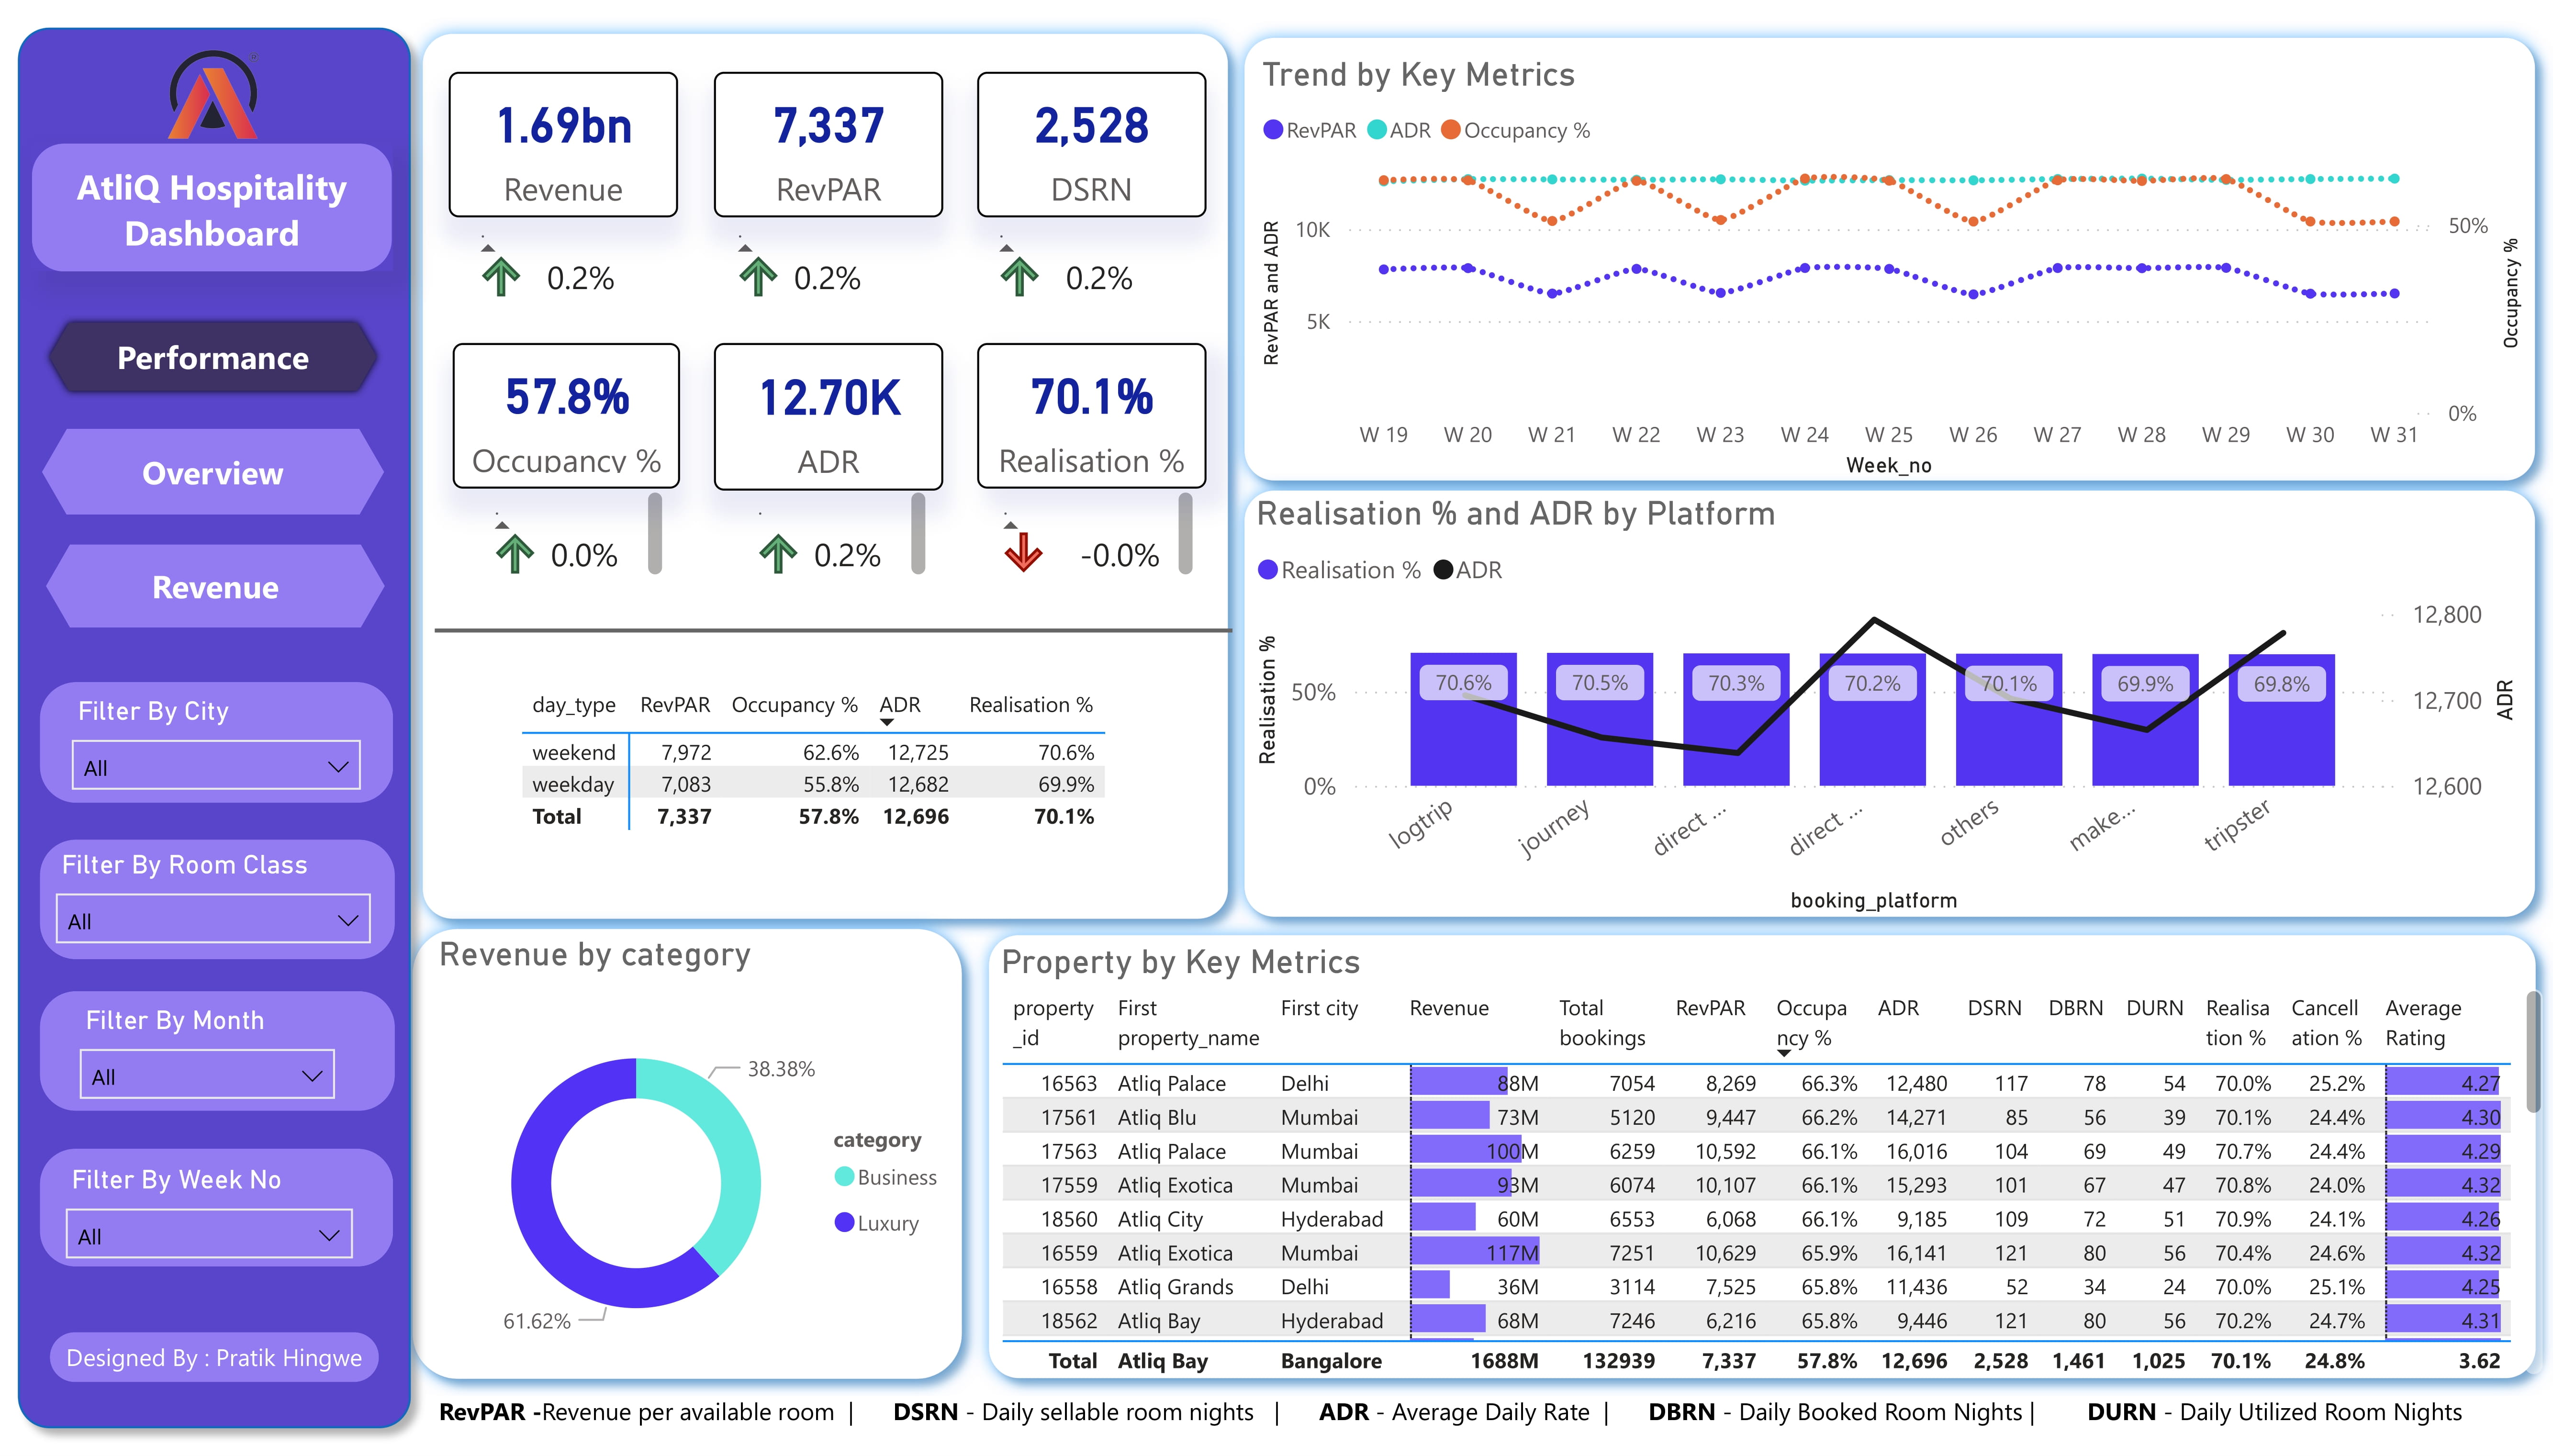 AtliQ Hospitality
Dashboard
Performance
Overview
Revenue
Filter By City
All
Filter By Room Class
All
Filter By Month
All
Filter By Week No
All
Designed By : Pratik Hingwe
1.69bn
Revenue
0.2%
7,337
RevPAR
0.2%
2,528
DSRN
0.2%
57.8%
Occupancy %
0.0%
12.70K
ADR
0.2%
70.1%
Realisation %
-0.0%
day_type RevPAR Occupancy % ADR Realisation %
weekend 7,972 62.6% 12,725 70.6%
weekday 7,083 55.8% 12,682 69.9%
Total 7,337 57.8% 12,696 70.1%
Trend by Key Metrics
RevPAR ADR Occupancy %
RevPAR and ADR
10K
5K
50%
0%
Occupancy %
W 19 W 20 W 21 W 22 W 23 W 24 W 25 W 26 W 27 W 28 W 29 W 30 W 31
Week_no
Realisation % and ADR by Platform
Realisation % ADR
Realisation %
50%
0%
70.6% 70.5% 70.3% 70.2% 70.1% 69.9% 69.8%
12,800
12,700
12,600
ADR
logtrip journey direct ... direct ... others make... tripster
booking_platform
Revenue by category
38.38%
61.62%
category
Business
Luxury
Property by Key Metrics
property First First city Revenue Total RevPAR Occupa ADR DSRN DBRN DURN Realisa Cancell Average
_id property_name bookings ncy % tion % ation % Rating
16563 Atliq Palace Delhi 88M 7054 8,269 66.3% 12,480 117 78 54 70.0% 25.2% 4.27
17561 Atliq Blu Mumbai 73M 5120 9,447 66.2% 14,271 85 56 39 70.1% 24.4% 4.30
17563 Atliq Palace Mumbai 100M 6259 10,592 66.1% 16,016 104 69 49 70.7% 24.4% 4.29
17559 Atliq Exotica Mumbai 93M 6074 10,107 66.1% 15,293 101 67 47 70.8% 24.0% 4.32
18560 Atliq City Hyderabad 60M 6553 6,068 66.1% 9,185 109 72 51 70.9% 24.1% 4.26
16559 Atliq Exotica Mumbai 117M 7251 10,629 65.9% 16,141 121 80 56 70.4% 24.6% 4.32
16558 Atliq Grands Delhi 36M 3114 7,525 65.8% 11,436 52 34 24 70.0% 25.1% 4.25
18562 Atliq Bay Hyderabad 68M 7246 6,216 65.8% 9,446 121 80 56 70.2% 24.7% 4.31
Total Atliq Bay Bangalore 1688M 132939 7,337 57.8% 12,696 2,528 1,461 1,025 70.1% 24.8% 3.62
RevPAR -Revenue per available room | DSRN - Daily sellable room nights | ADR - Average Daily Rate | DBRN - Daily Booked Room Nights | DURN - Daily Utilized Room Nights